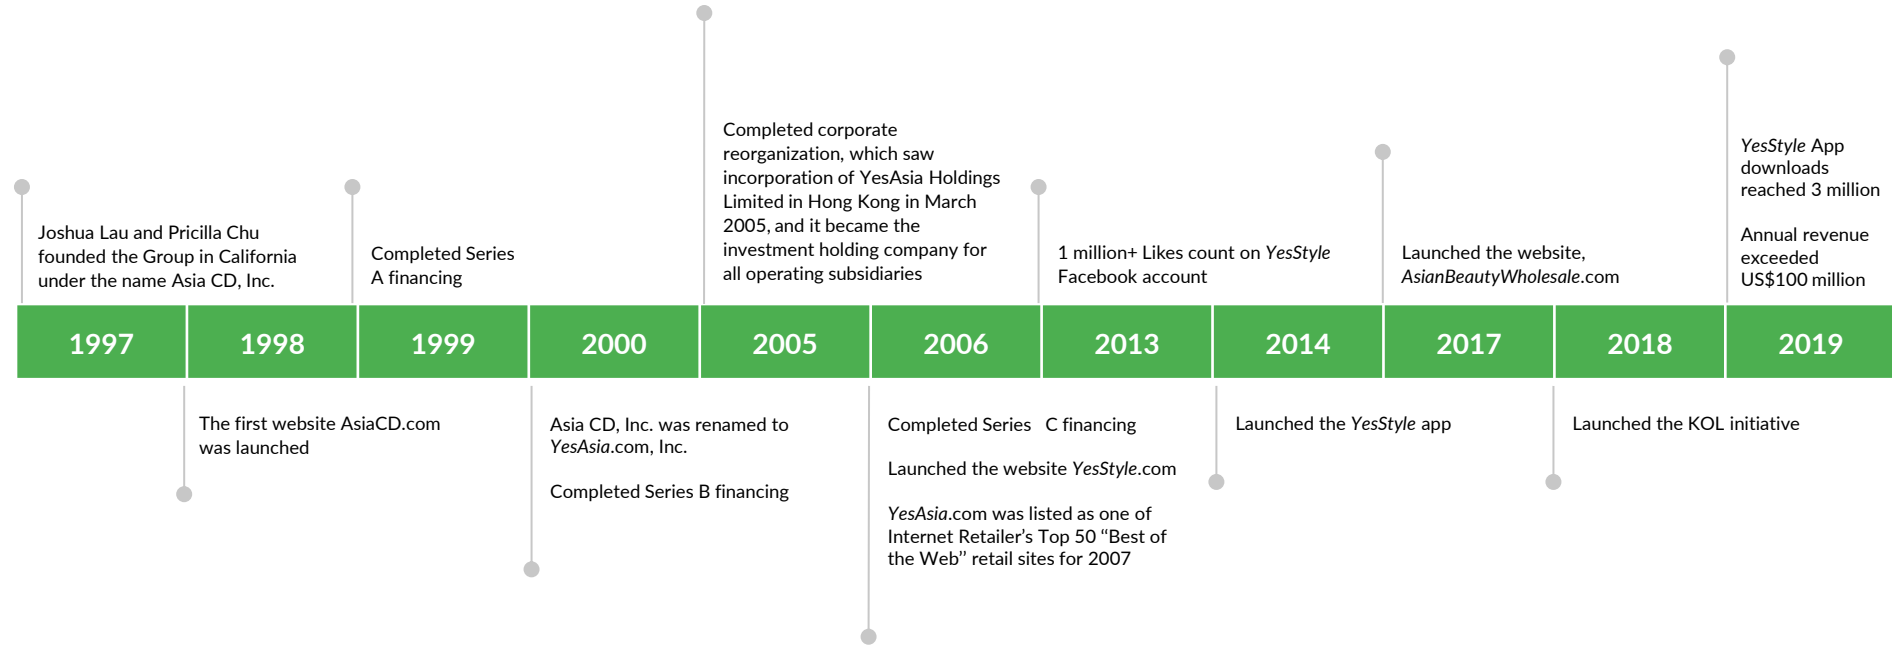 Joshua Lau and Pricilla Chu
founded the Group in California
under the name Asia CD, Inc.
Completed Series
A financing
Completed corporate
reorganization, which saw
incorporation of YesAsia Holdings
Limited in Hong Kong in March
2005, and it became the
investment holding company for
all operating subsidiaries
1 million+ Likes count on YesStyle
Facebook account
Launched the website,
AsianBeautyWholesale.com
YesStyle App
downloads
reached 3 million
Annual revenue
exceeded
US$100 million
1997 1998 1999 2000 2005 2006 2013 2014 2017 2018 2019
The first website AsiaCD.com
was launched
Asia CD, Inc. was renamed to
YesAsia.com, Inc.
Completed Series B financing
Completed Series C financing
Launched the website YesStyle.com
YesAsia.com was listed as one of
Internet Retailer’s Top 50 “Best of
the Web” retail sites for 2007
Launched the YesStyle app
Launched the KOL initiative